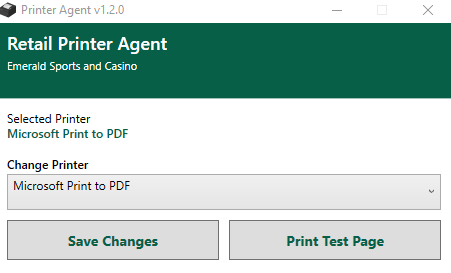 Printer Agent v1.2.0
Retail Printer Agent
Emerald Sports and Casino
Selected Printer
Microsoft Print to PDF
Change Printer
Microsoft Print to PDF
Save Changes
Print Test Page